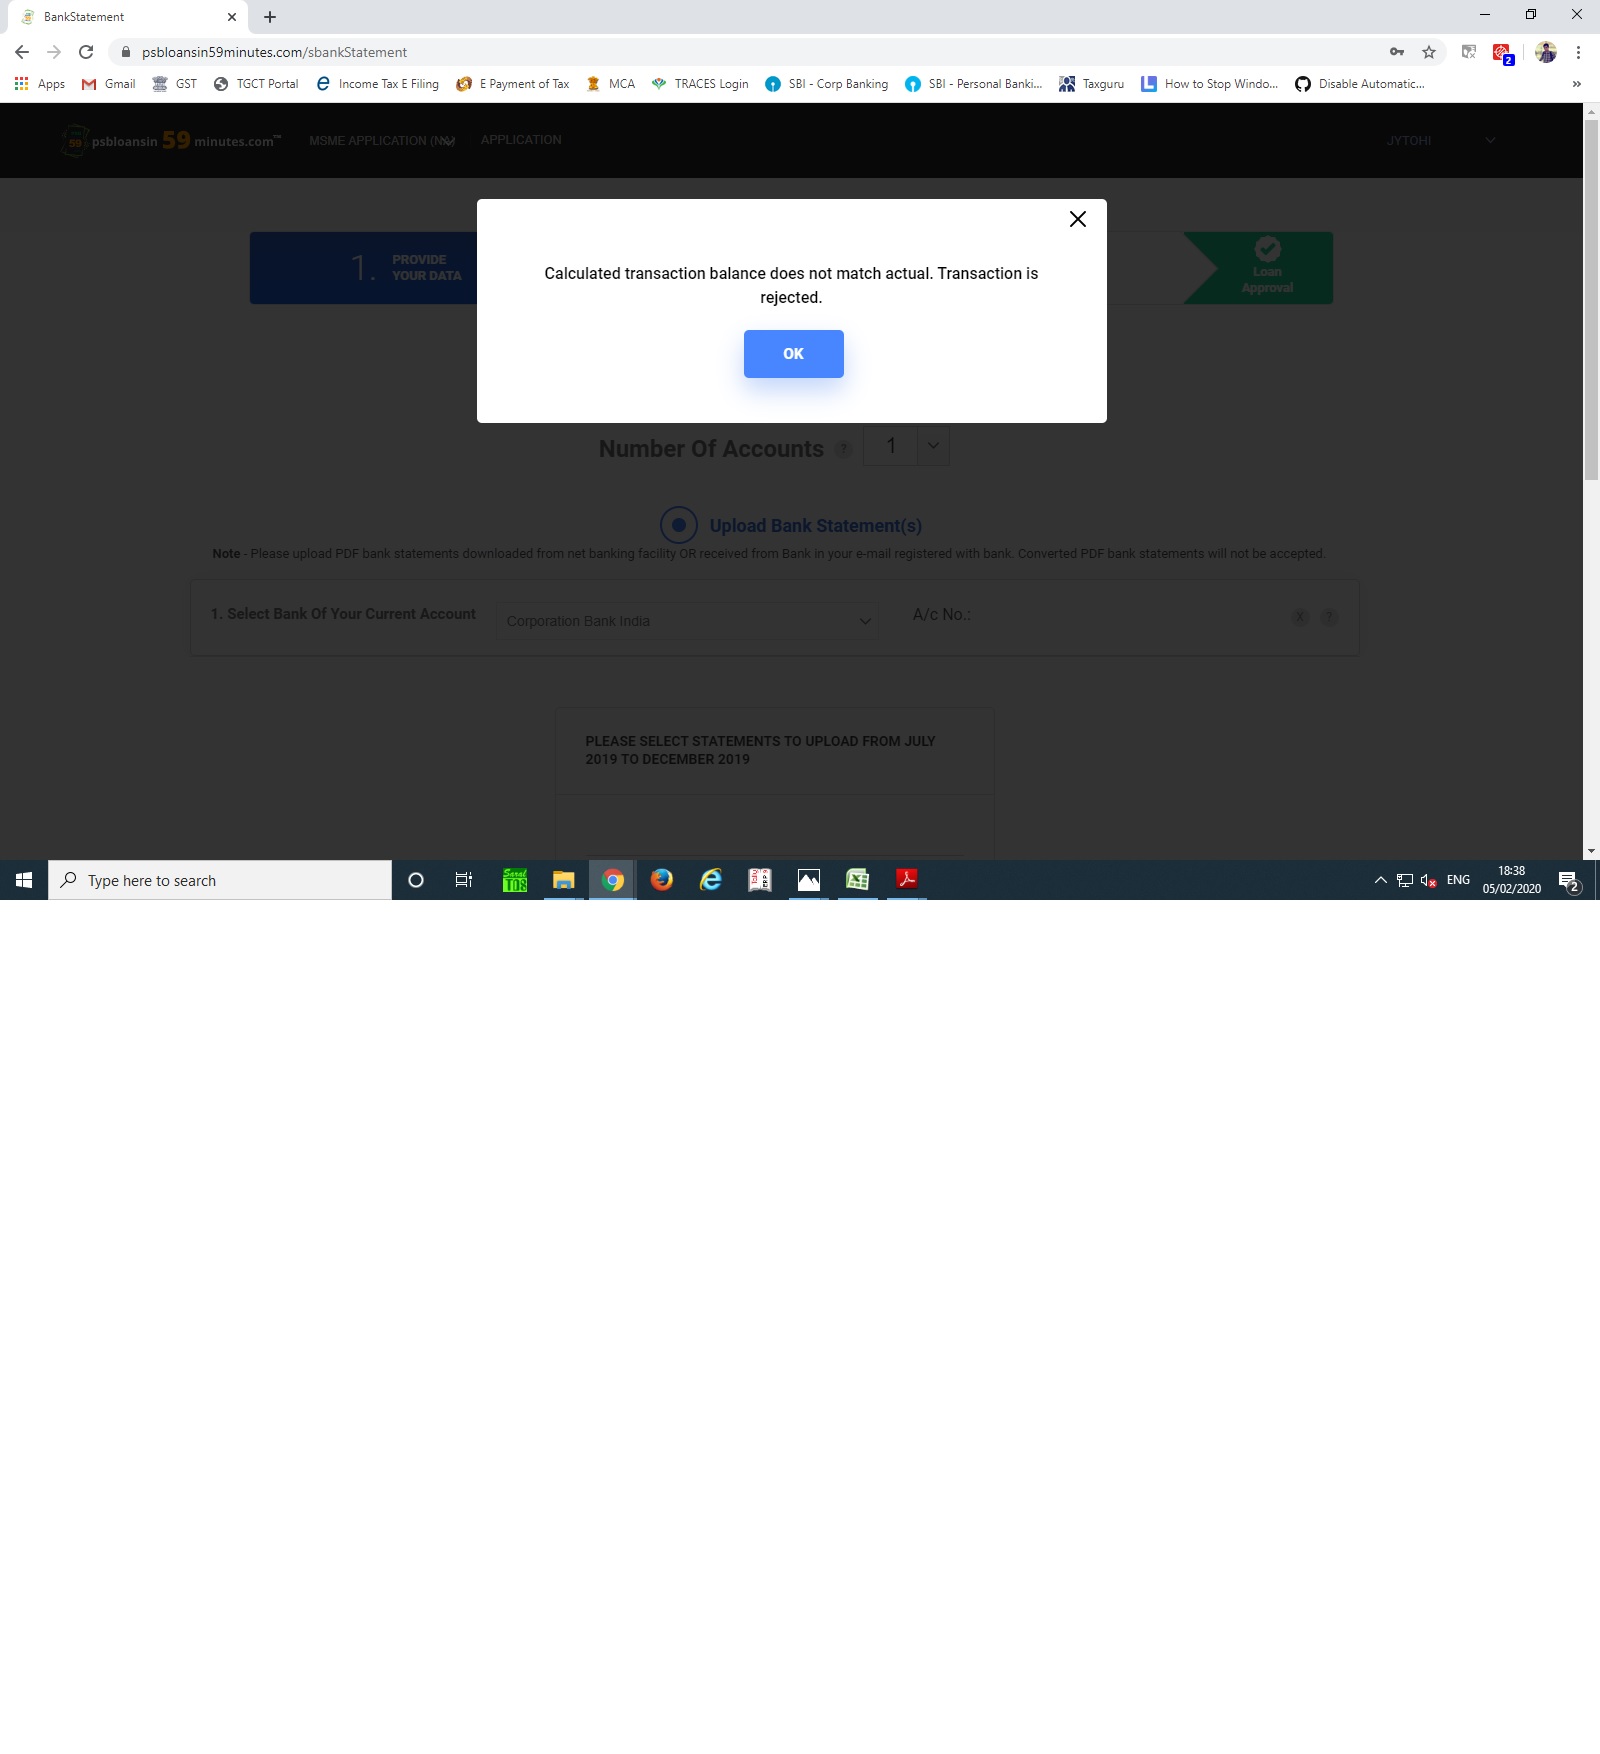 BankStatement
psbloansin59minutes.com/sbankStatement
2
Apps Gmail GST TGCT Portal Income Tax E Filing E Payment of Tax MCA TRACES Login SBI - Corp Banking SBI - Personal Banki... Taxguru How to Stop Windo... Disable Automatic... »
psbloansin 59 minutes.com™ MSME APPLICATION APPLICATION JYTOHI
1. PROVIDE
YOUR DATA
Loan
Approval
Calculated transaction balance does not match actual. Transaction is
rejected.
OK
Number Of Accounts ? 1
Upload Bank Statement(s)
Note - Please upload PDF bank statements downloaded from net banking facility OR received from Bank in your e-mail registered with bank. Converted PDF bank statements will not be accepted.
1. Select Bank Of Your Current Account Corporation Bank India A/c No.: X ?
PLEASE SELECT STATEMENTS TO UPLOAD FROM JULY
2019 TO DECEMBER 2019
Type here to search
Saral
TDS
ENG
18:38
05/02/2020
2